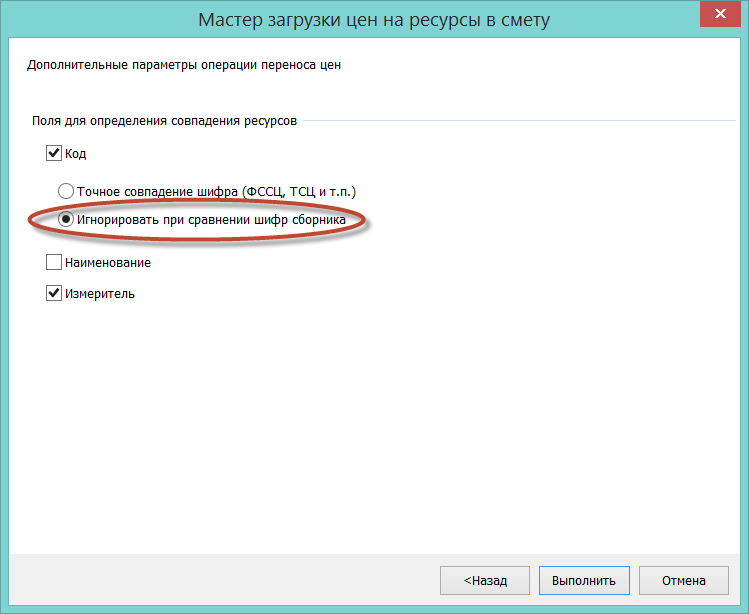 Мастер загрузки цен на ресурсы в смету
Дополнительные параметры операции переноса цен
Поля для определения совпадения ресурсов
Код
Точное совпадение шифра (ФССЦ, ТСЦ и т.п.)
Игнорировать при сравнении шифр сборника
Наименование
Измеритель
<Назад Выполнить Отмена